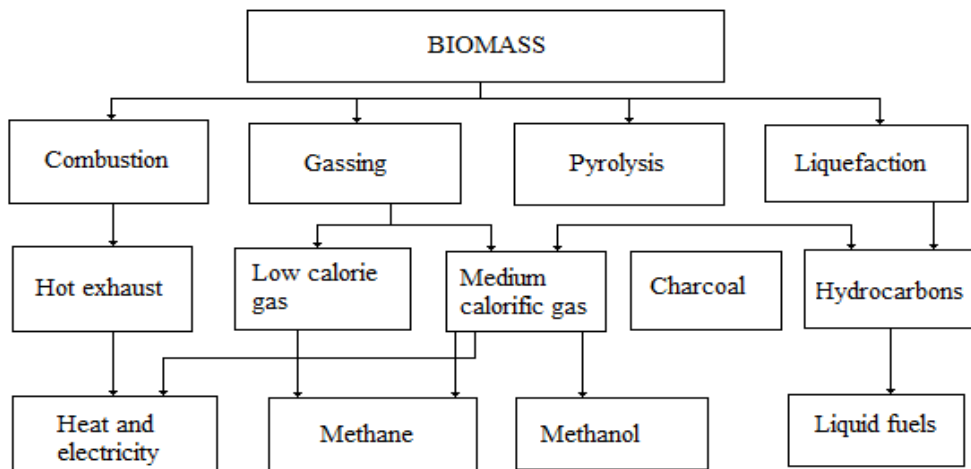 BIOMASS
Combustion
Gassing
Pyrolysis
Liquefaction
Hot exhaust
Low calorie
gas
Medium
calorific gas
Charcoal
Hydrocarbons
Heat and
electricity
Methane
Methanol
Liquid fuels